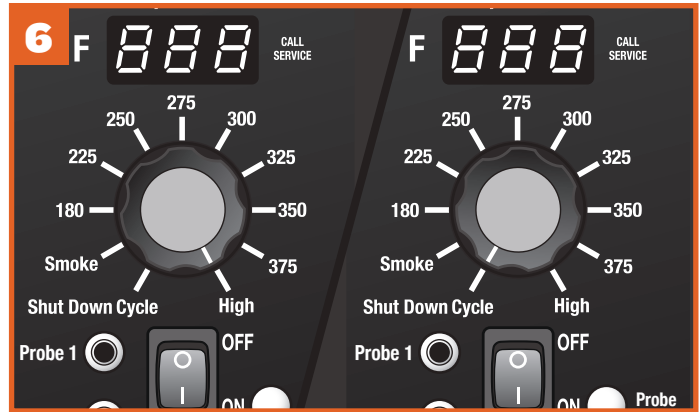 6
F 888 CALL SERVICE
275
250 300
225 325
180 350
Smoke 375
Shut Down Cycle High
Probe 1 OFF
ON
F 888 CALL SERVICE
275
250 300
225 325
180 350
Smoke 375
Shut Down Cycle High
Probe 1 OFF
ON Probe